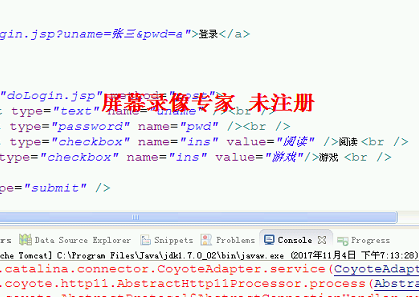 gin.jsp?uname=张三&pwd=a">登录</a>
"doLogin.jsp" method="post">
屏幕录像专家 未注册
type="text" name="uname" /><br />
type="password" name="pwd" /><br />
type="checkbox" name="ins" value="阅读" />阅读<br />
type="checkbox" name="ins" value="游戏"/>游戏 <br />
pe="submit" />
rs Data Source Explorer Snippets Problems Console Progress
che Tomcat] C:\Program Files\Java\jdk1.7.0_02\bin\javaw.exe (2017年11月4日 下午7:13:28)
.catalina.connector.CoyoteAdapter.service(CoyoteAdap
.coyote.http11.AbstractHttp11Processor.process(Abstra